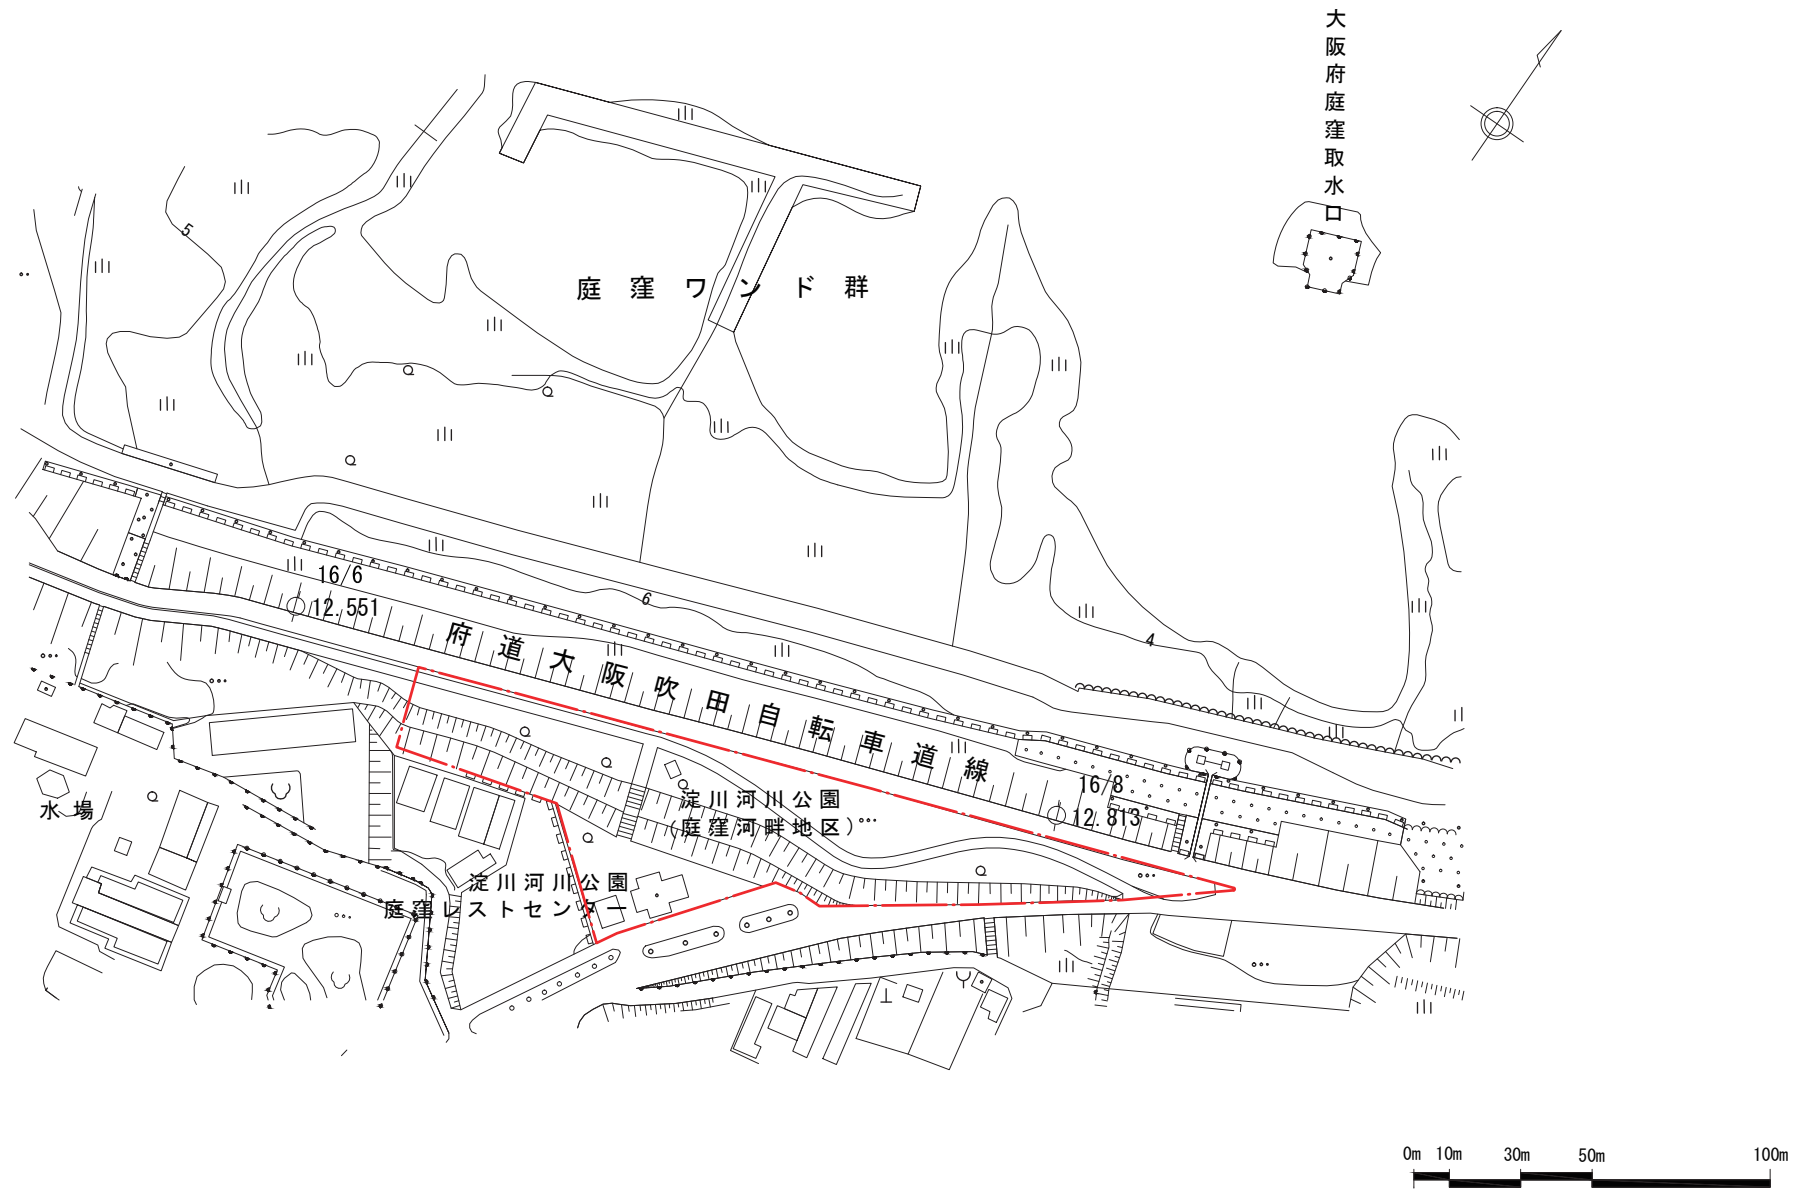 大阪府庭窪取水口
5
庭窪ワンド群
16/6
12.551
6
府道大阪吹田自転車道線
4
16/8
12.813
淀川河川公園
(庭窪河畔地区)
水場
淀川河川公園
庭窪レストセンター
0m 10m 30m 50m 100m